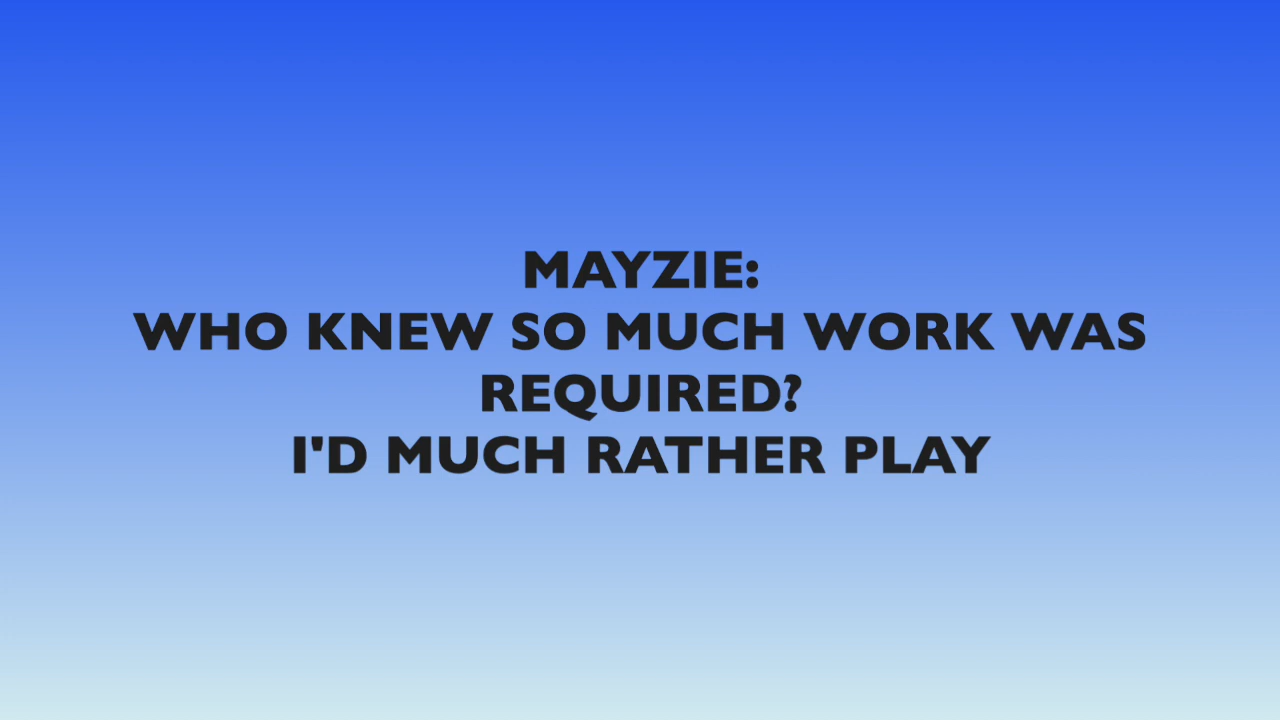 MAYZIE:
WHO KNEW SO MUCH WORK WAS
REQUIRED?
I'D MUCH RATHER PLAY